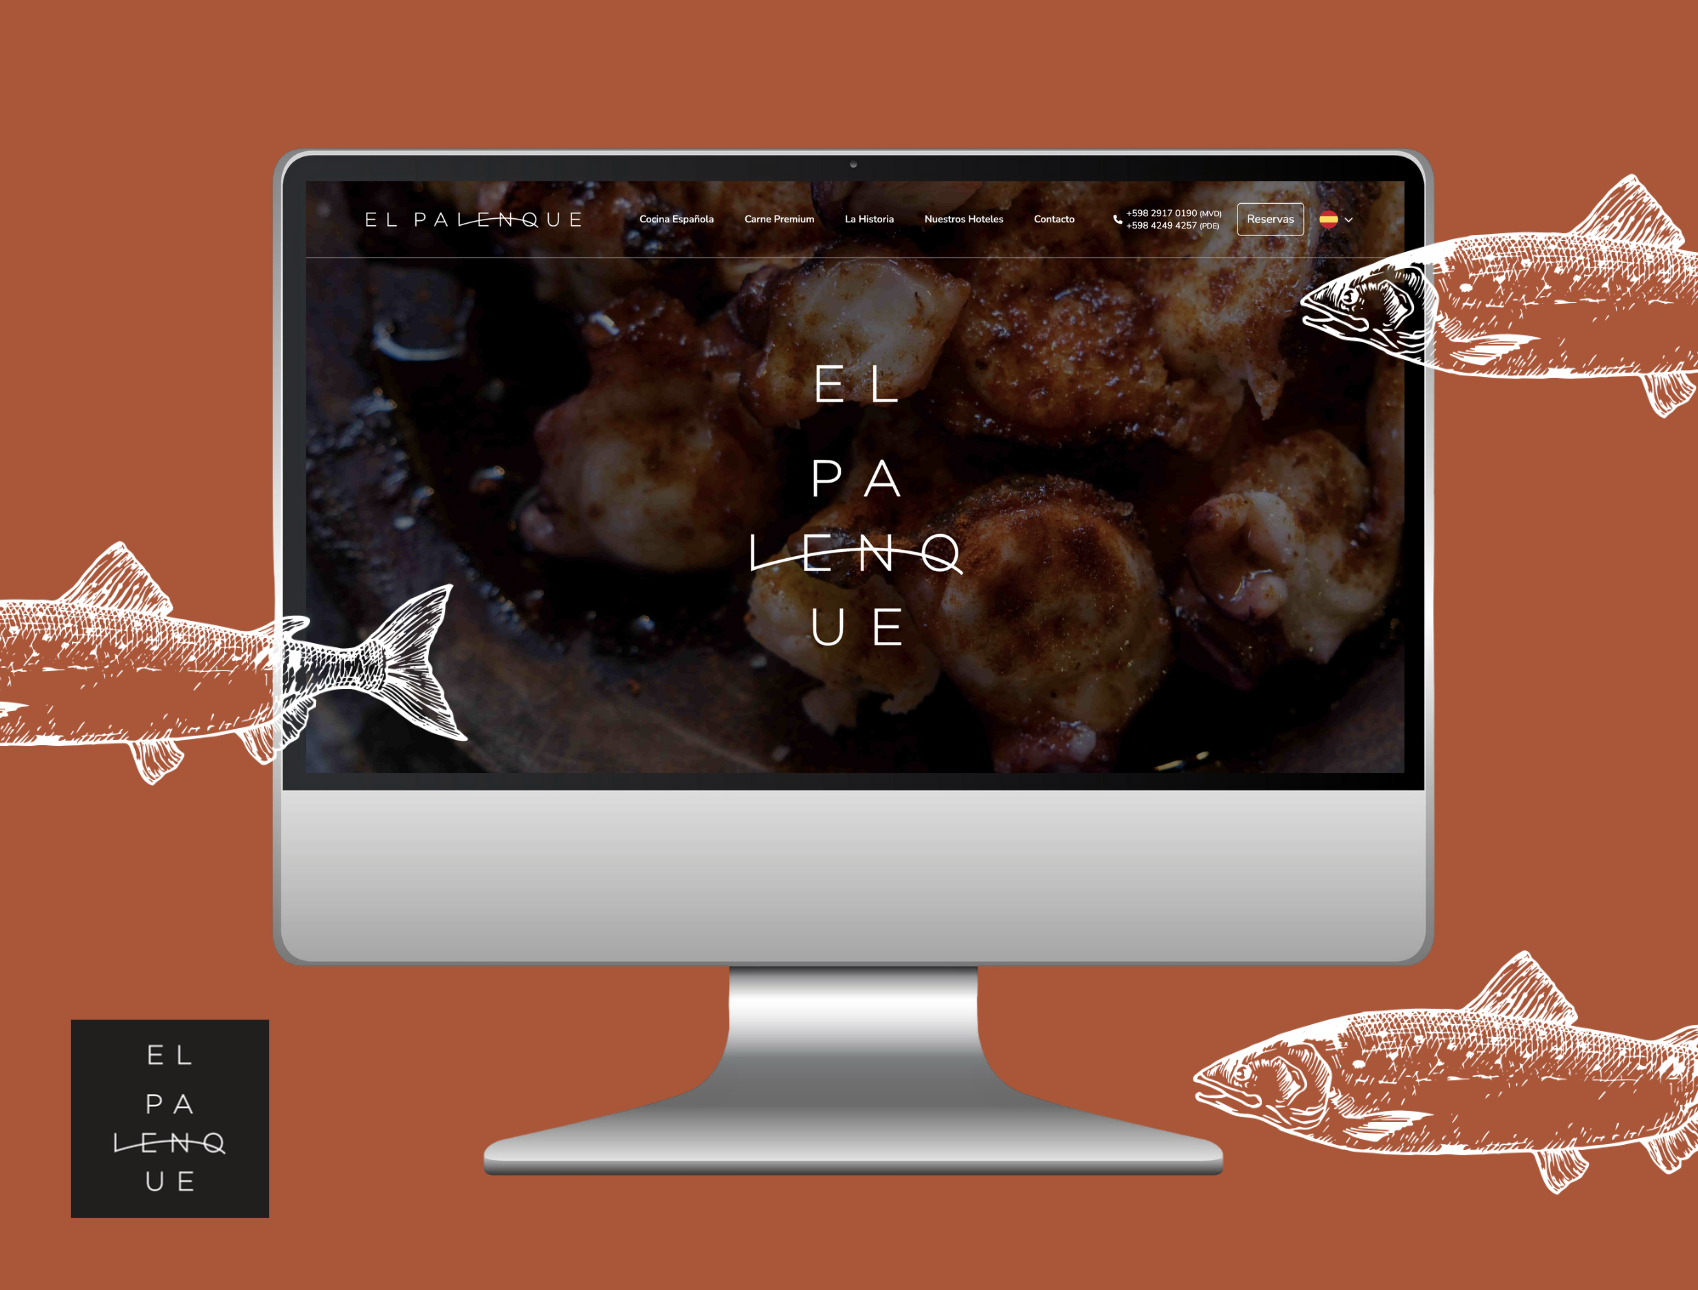 EL PALENQUE
Cocina Española
Carne Premium
La Historia
Nuestros Hoteles
Contacto
+598 2917 0190 (MVD)
+598 4249 4257 (PDE)
Reservas
EL
PA
LENQ
UE
EL
PA
LENQ
UE